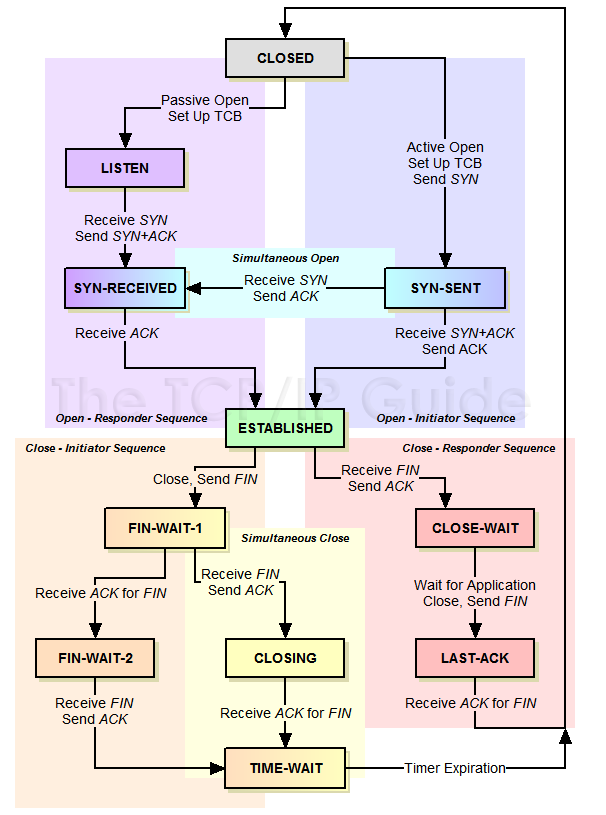 CLOSED
Passive Open
Set Up TCB
Active Open
Set Up TCB
Send SYN
LISTEN
Receive SYN
Send SYN+ACK
Simultaneous Open
SYN-RECEIVED
Receive SYN
Send ACK
SYN-SENT
Receive ACK
Receive SYN+ACK
Send ACK
The TCP/IP Guide
Open - Responder Sequence
ESTABLISHED
Open - Initiator Sequence
Close - Initiator Sequence
Close - Responder Sequence
Close, Send FIN
Receive FIN
Send ACK
FIN-WAIT-1
CLOSE-WAIT
Simultaneous Close
Receive ACK for FIN
Receive FIN
Send ACK
Wait for Application
Close, Send FIN
FIN-WAIT-2
CLOSING
LAST-ACK
Receive FIN
Send ACK
Receive ACK for FIN
Receive ACK for FIN
TIME-WAIT
Timer Expiration